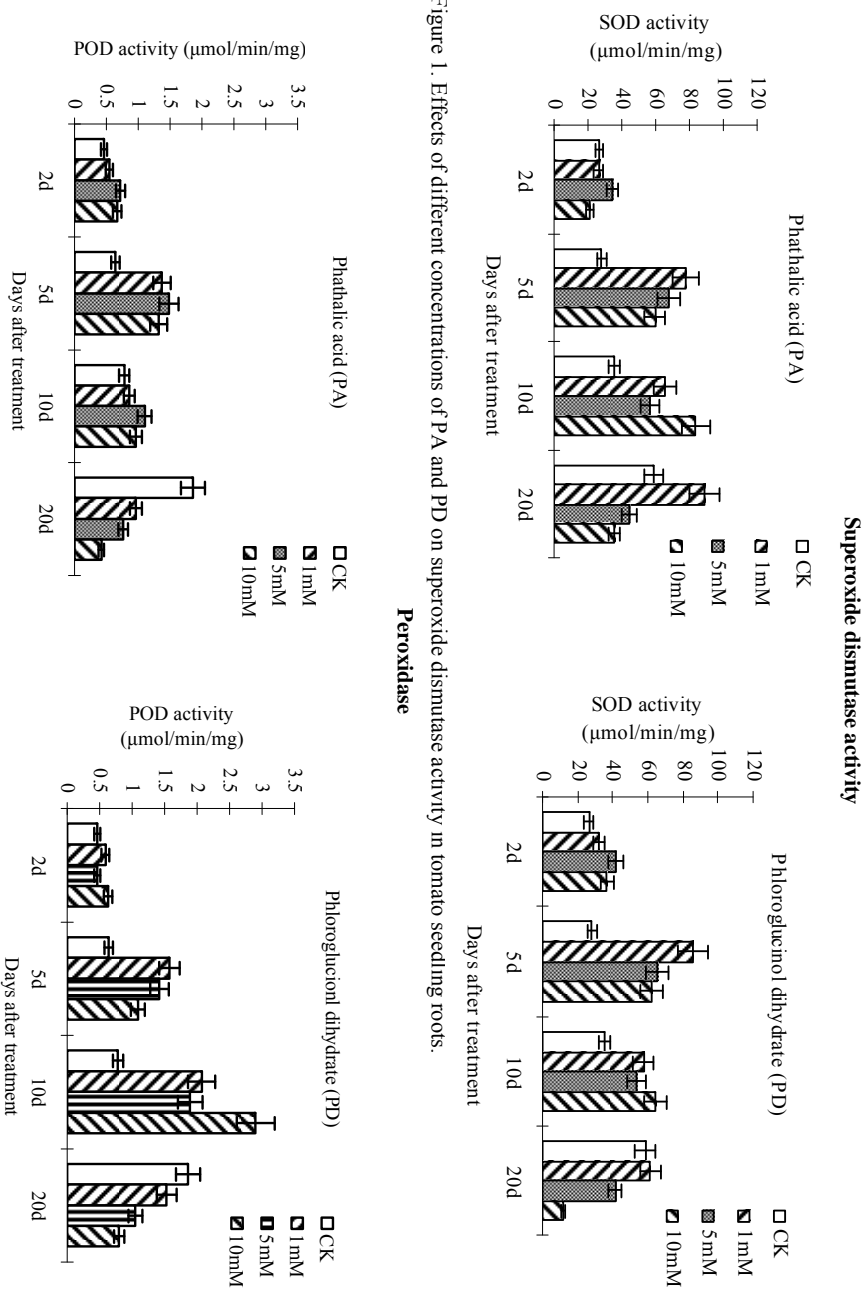 Superoxide dismutase activity
Phathalic acid (PA)
SOD activity
(μmol/min/mg)
0
20
40
60
80
100
120
2d
5d
10d
20d
Days after treatment
CK
1mM
5mM
10mM
Phloroglucinol dihydrate (PD)
SOD activity
(μmol/min/mg)
0
20
40
60
80
100
120
2d
5d
10d
20d
Days after treatment
CK
1mM
5mM
10mM
Figure 1. Effects of different concentrations of PA and PD on superoxide dismutase activity in tomato seedling roots.
Peroxidase
Phathalic acid (PA)
POD activity (μmol/min/mg)
0
0.5
1
1.5
2
2.5
3
3.5
2d
5d
10d
20d
Days after treatment
CK
1mM
5mM
10mM
Phloroglucionl dihydrate (PD)
POD activity
(μmol/min/mg)
0
0.5
1
1.5
2
2.5
3
3.5
2d
5d
10d
20d
Days after treatment
CK
1mM
5mM
10mM